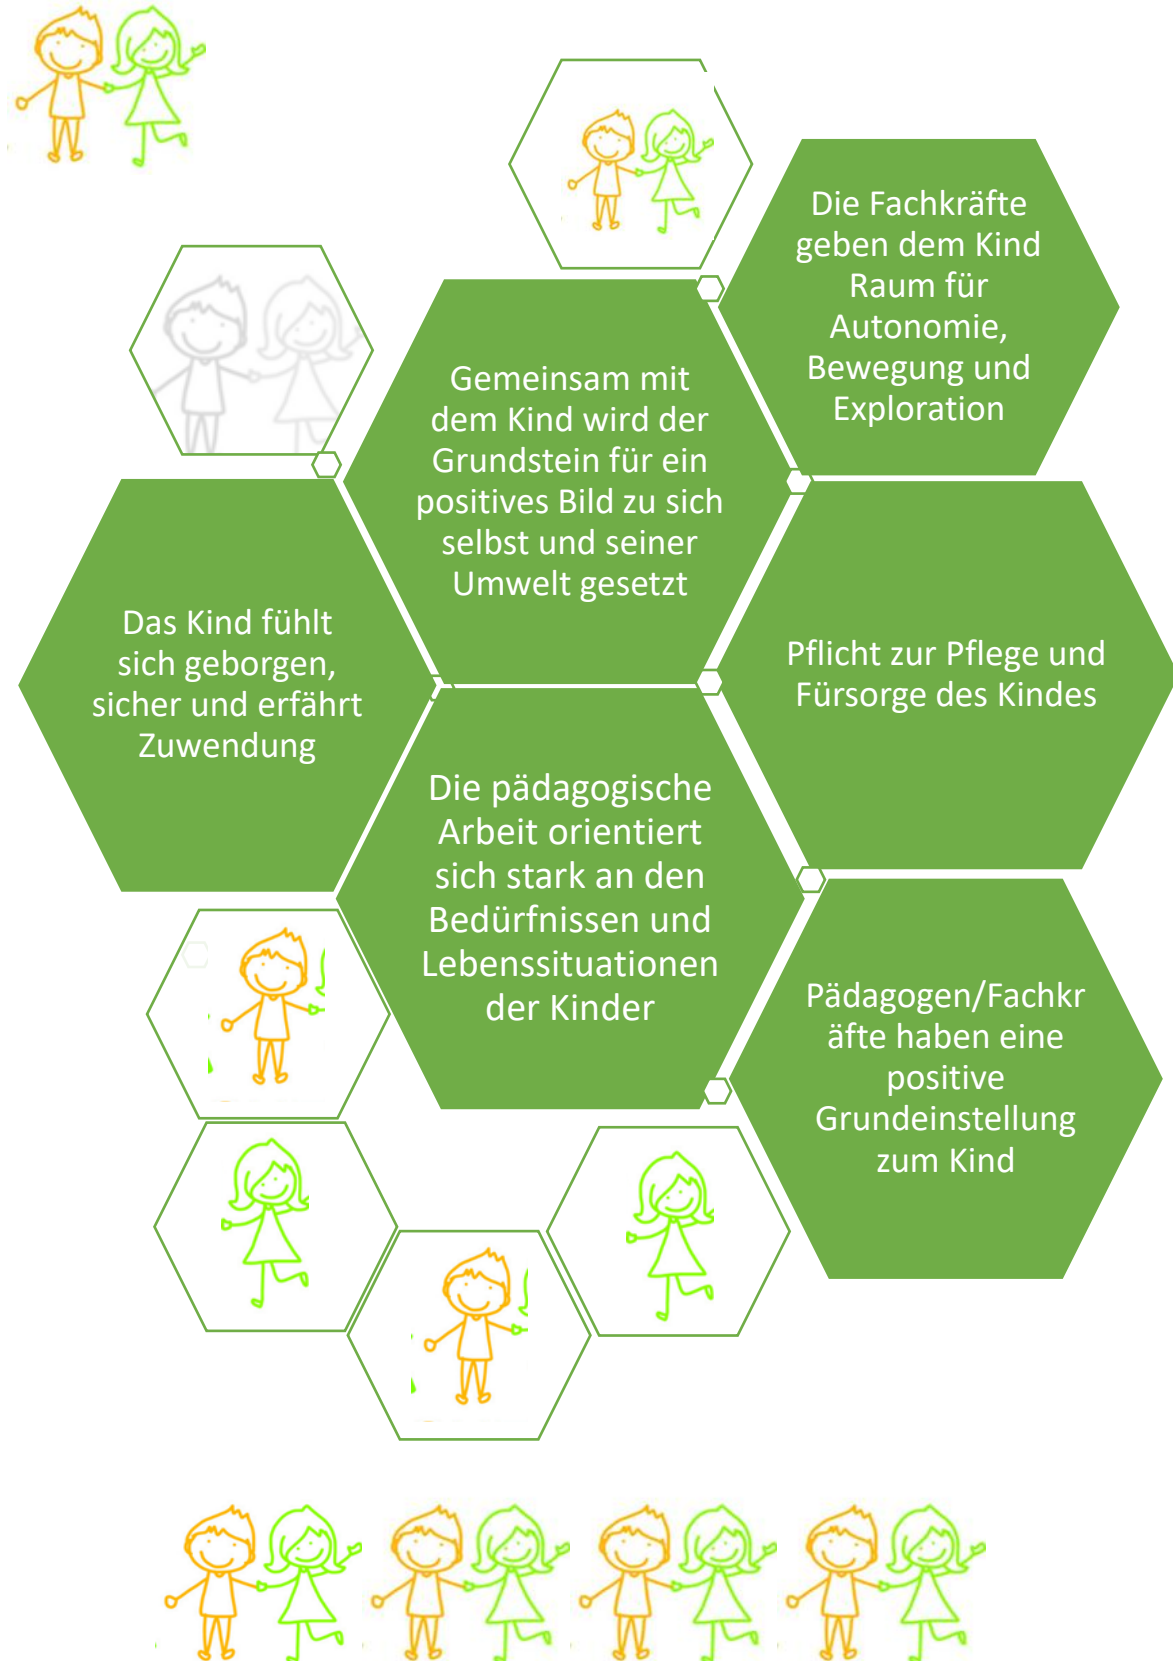 Die Fachkräfte
geben dem Kind
Raum für
Autonomie,
Bewegung und
Exploration
Gemeinsam mit
dem Kind wird der
Grundstein für ein
positives Bild zu sich
selbst und seiner
Umwelt gesetzt
Das Kind fühlt
sich geborgen,
sicher und erfährt
Zuwendung
Pflicht zur Pflege und
Fürsorge des Kindes
Die pädagogische
Arbeit orientiert
sich stark an den
Bedürfnissen und
Lebenssituationen
der Kinder
Pädagogen/Fachkr
äfte haben eine
positive
Grundeinstellung
zum Kind